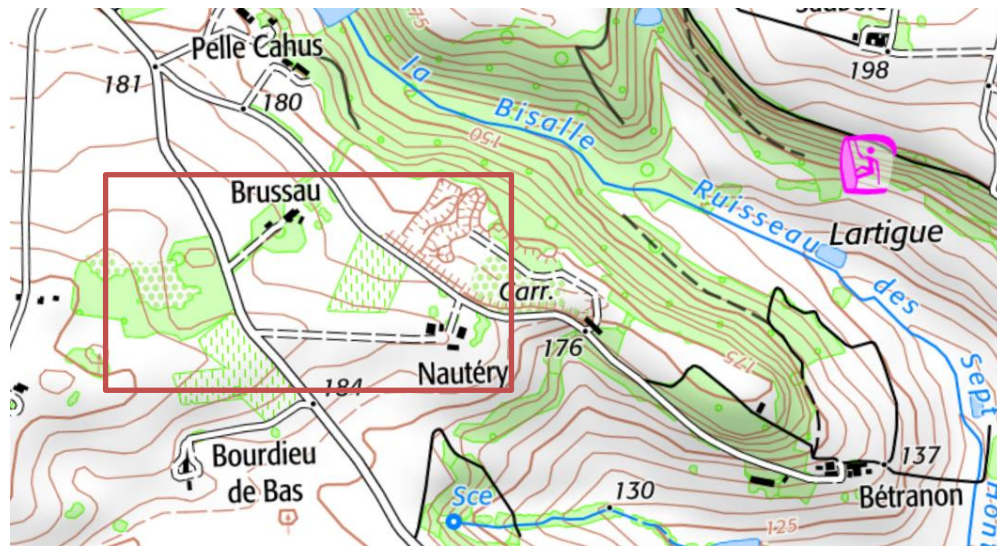 Pelle Cahus
181
180
198
la Bisalle
150
Brussau
Ruisseau des Sept
Lartigue
Carr.
176
175
Nautéry
184
Bourdieu
de Bas
137
Bétranon
Sce
130
125
75